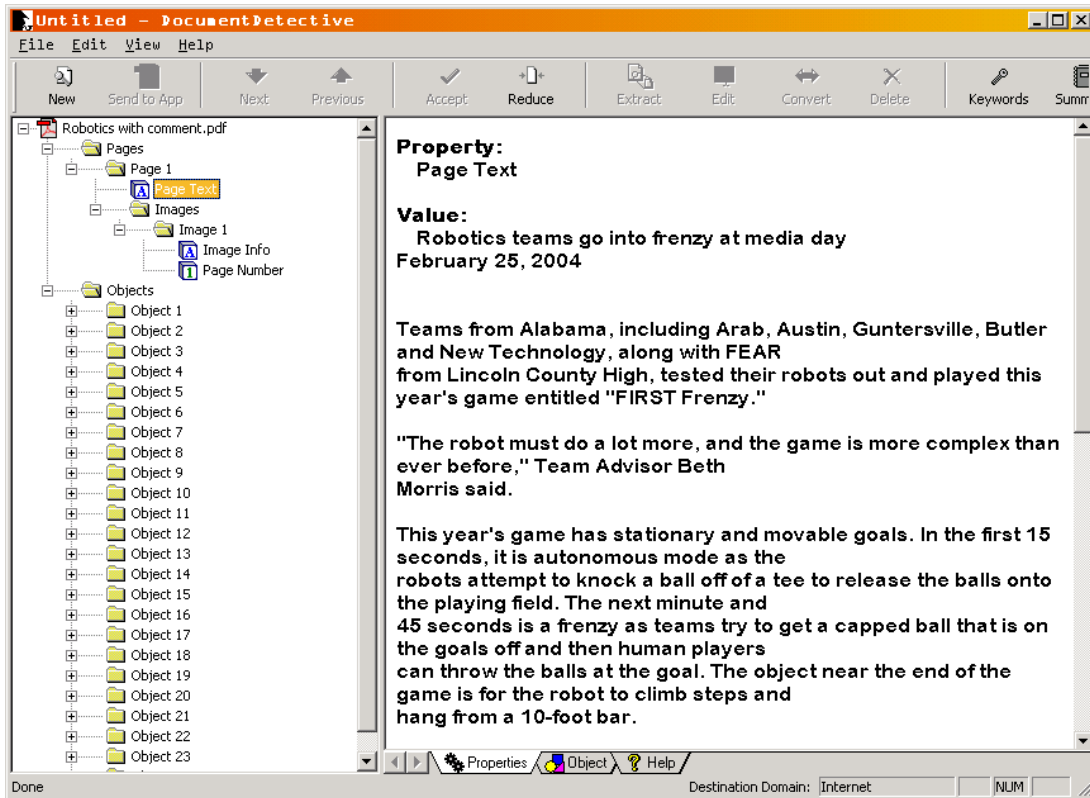 Untitled - DocumentDetective
File Edit View Help
New Send to App Next Previous Accept Reduce Extract Edit Convert Delete Keywords Summ
Robotics with comment.pdf
Pages
Page 1
Page Text
Images
Image 1
Image Info
Page Number
Objects
Object 1
Object 2
Object 3
Object 4
Object 5
Object 6
Object 7
Object 8
Object 9
Object 10
Object 11
Object 12
Object 13
Object 14
Object 15
Object 16
Object 17
Object 18
Object 19
Object 20
Object 21
Object 22
Object 23
Property:
Page Text
Value:
Robotics teams go into frenzy at media day
February 25, 2004
Teams from Alabama, including Arab, Austin, Guntersville, Butler
and New Technology, along with FEAR
from Lincoln County High, tested their robots out and played this
year's game entitled "FIRST Frenzy."
"The robot must do a lot more, and the game is more complex than
ever before," Team Advisor Beth
Morris said.
This year's game has stationary and movable goals. In the first 15
seconds, it is autonomous mode as the
robots attempt to knock a ball off of a tee to release the balls onto
the playing field. The next minute and
45 seconds is a frenzy as teams try to get a capped ball that is on
the goals off and then human players
can throw the balls at the goal. The object near the end of the
game is for the robot to climb steps and
hang from a 10-foot bar.
Properties Object Help
Done Destination Domain: Internet NUM